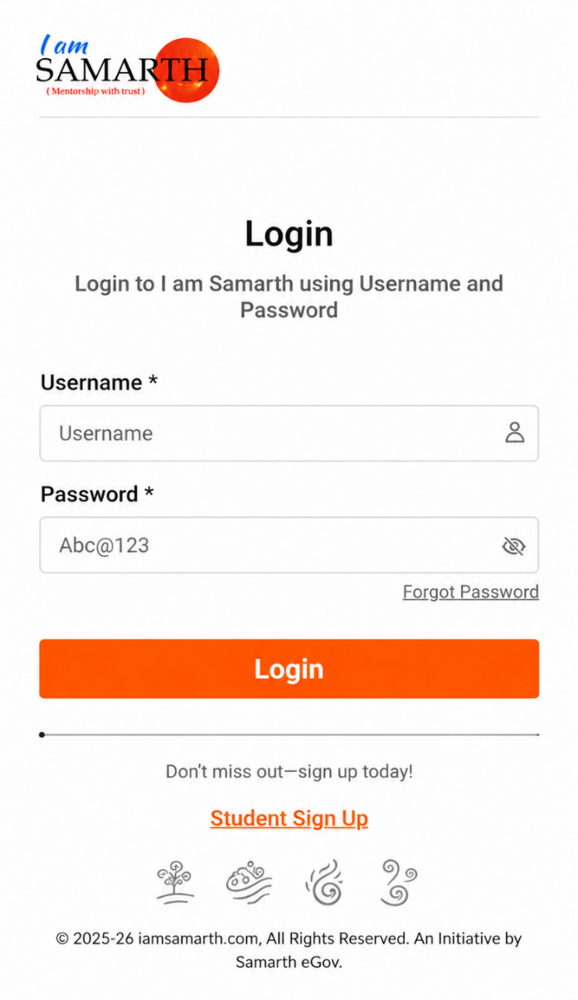 I am
SAMARTH
( Mentorship with trust )
Login
Login to I am Samarth using Username and
Password
Username *
Username
Password *
Abc@123
Forgot Password
Login
Don't miss out—sign up today!
Student Sign Up
© 2025-26 iamsamarth.com, All Rights Reserved. An Initiative by
Samarth eGov.